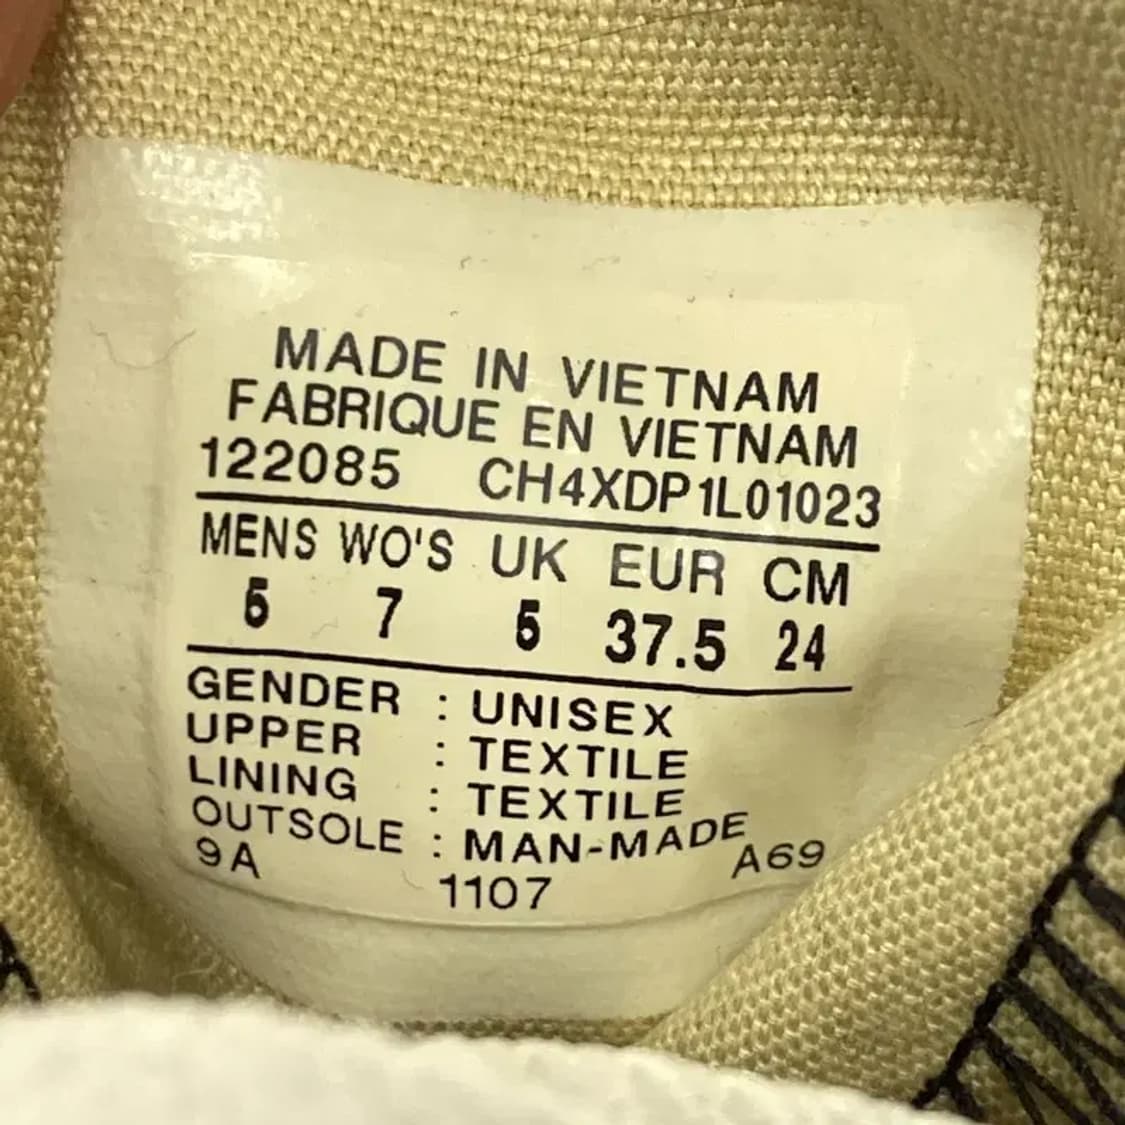 MADE IN VIETNAM
FABRIQUE EN VIETNAM
122085 CH4XDP1L01023
MENS WO'S UK EUR CM
5 7 5 37.5 24
GENDER : UNISEX
UPPER : TEXTILE
LINING : TEXTILE
OUTSOLE : MAN-MADE
9A 1107 A69